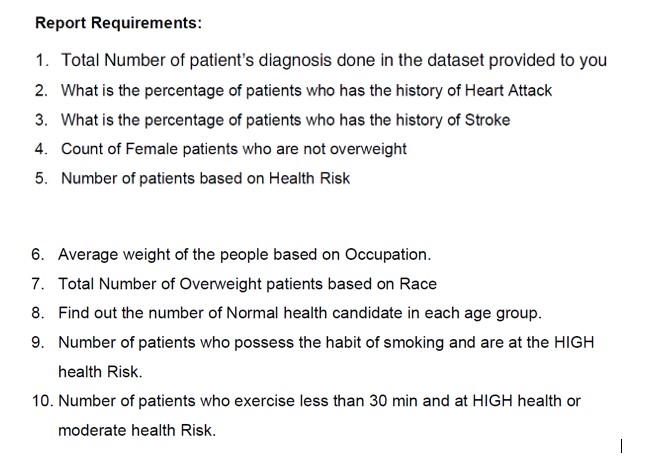 Report Requirements:
1. Total Number of patient's diagnosis done in the dataset provided to you
2. What is the percentage of patients who has the history of Heart Attack
3. What is the percentage of patients who has the history of Stroke
4. Count of Female patients who are not overweight
5. Number of patients based on Health Risk
6. Average weight of the people based on Occupation.
7. Total Number of Overweight patients based on Race
8. Find out the number of Normal health candidate in each age group.
9. Number of patients who possess the habit of smoking and are at the HIGH
health Risk.
10. Number of patients who exercise less than 30 min and at HIGH health or
moderate health Risk.